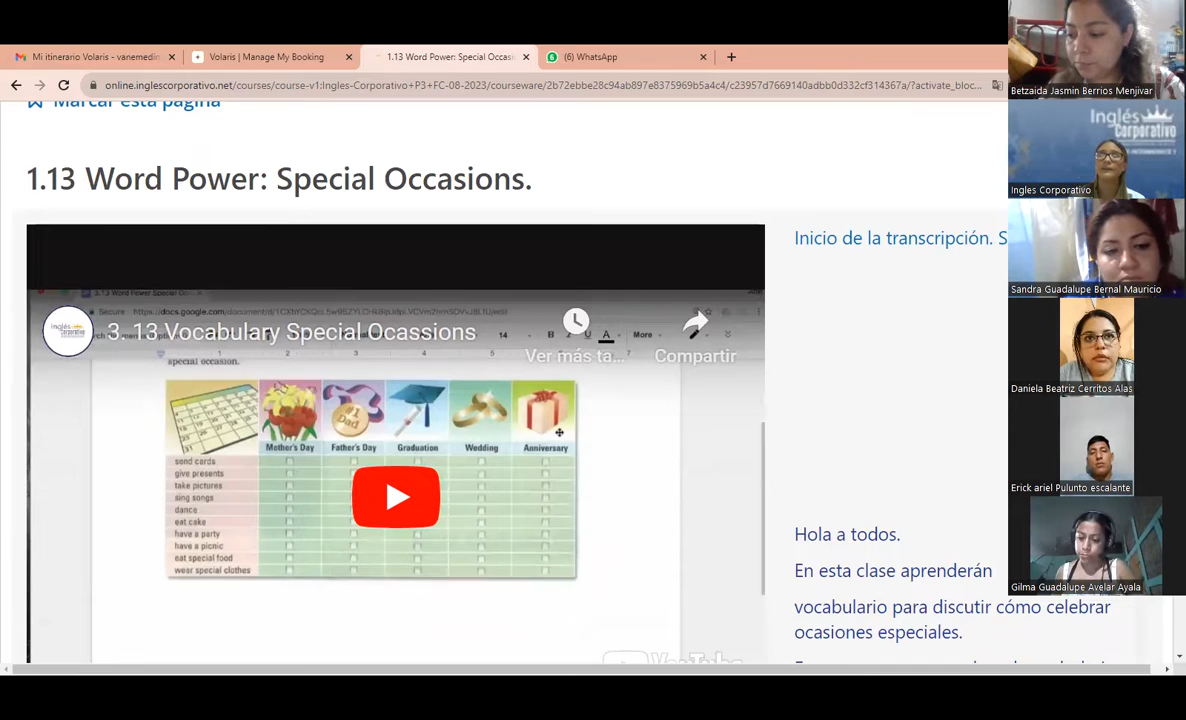 Mi itinerario Volaris - vanemedin
Volaris | Manage My Booking
1.13 Word Power: Special Occasi
(6) WhatsApp
online.inglescorporativo.net/courses/course-v1:Ingles-Corporativo+P3+FC-08-2023/courseware/2b72ebbe28c94ab897e8375969b5a4c4/c23957d7669140adbb0d332cf314367a/?activate_bloc...
Marcar esta página
1.13 Word Power: Special Occasions.
3. 13 Vocabulary Special Ocassions
14
B
U
A
More
Ver más ta...
Compartir
special occasion.
Mother's Day
Father's Day
Graduation
Wedding
Anniversary
#1 Dad
send cards
give presents
take pictures
sing songs
dance
eat cake
have a party
have a picnic
eat special food
wear special clothes
YouTube
Inicio de la transcripción. S
Hola a todos.
En esta clase aprenderán
vocabulario para discutir cómo celebrar
ocasiones especiales.
Betzaida Jasmin Berrios Menjivar
Inglés
Corporativo
Ingles Corporativo
Sandra Guadalupe Bernal Mauricio
Daniela Beatriz Cerritos Alas
Erick ariel Pulunto escalante
Gilma Guadalupe Avelar Ayala